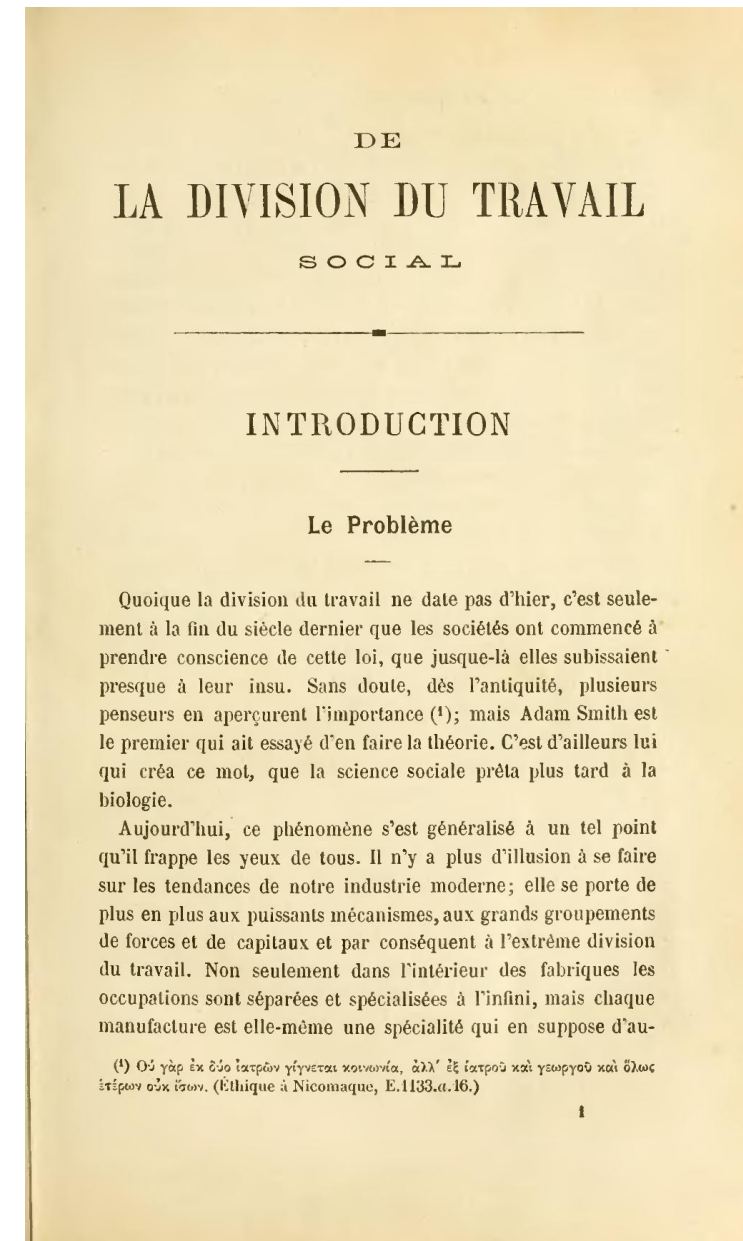 DE
LA DIVISION DU TRAVAIL
SOCIAL
INTRODUCTION
Le Problème
Quoique la division du travail ne date pas d'hier, c'est seule-
ment à la fin du siècle dernier que les sociétés ont commencé à
prendre conscience de cette loi, que jusque-là elles subissaient
presque à leur insu. Sans doute, dès l'antiquité, plusieurs
penseurs en aperçurent l'importance (¹); mais Adam Smith est
le premier qui ait essayé d'en faire la théorie. C'est d'ailleurs lui
qui créa ce mot, que la science sociale prêta plus tard à la
biologie.
Aujourd'hui, ce phénomène s'est généralisé à un tel point
qu'il frappe les yeux de tous. Il n'y a plus d'illusion à se faire
sur les tendances de notre industrie moderne; elle se porte de
plus en plus aux puissants mécanismes, aux grands groupements
de forces et de capitaux et par conséquent à l'extrême division
du travail. Non seulement dans l'intérieur des fabriques les
occupations sont séparées et spécialisées à l'infini, mais chaque
manufacture est elle-même une spécialité qui en suppose d'au-
(¹) Οὐ γὰρ ἐκ δύο ἰατρῶν γίγνεται κοινωνία, ἀλλ' ἐξ ἰατροῦ καὶ γεωργοῦ καὶ ὅλως
ἑτέρων οὐκ ἴσων. (Éthique à Nicomaque, E.1133.a.16.)
1